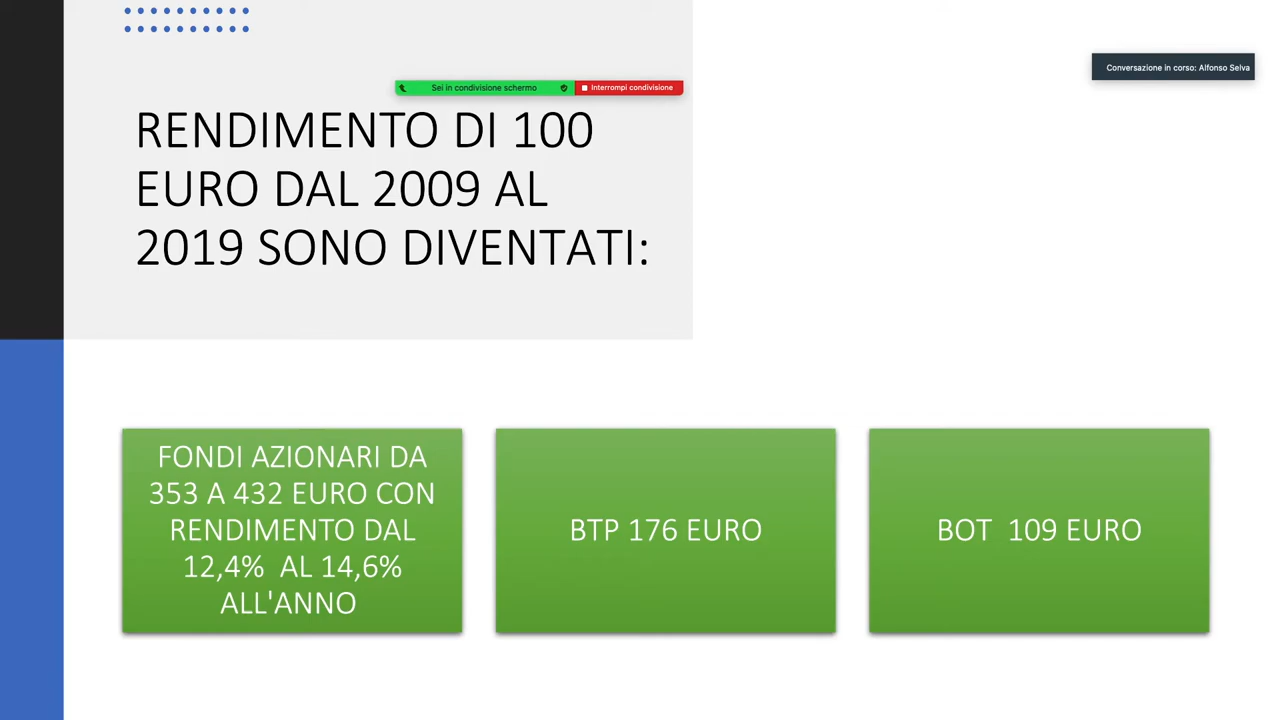 Conversazione in corso: Alfonso Selva
Sei in condivisione schermo
Interrompi condivisione
RENDIMENTO DI 100
EURO DAL 2009 AL
2019 SONO DIVENTATI:
FONDI AZIONARI DA
353 A 432 EURO CON
RENDIMENTO DAL
12,4%  AL 14,6%
ALL'ANNO
BTP 176 EURO
BOT  109 EURO